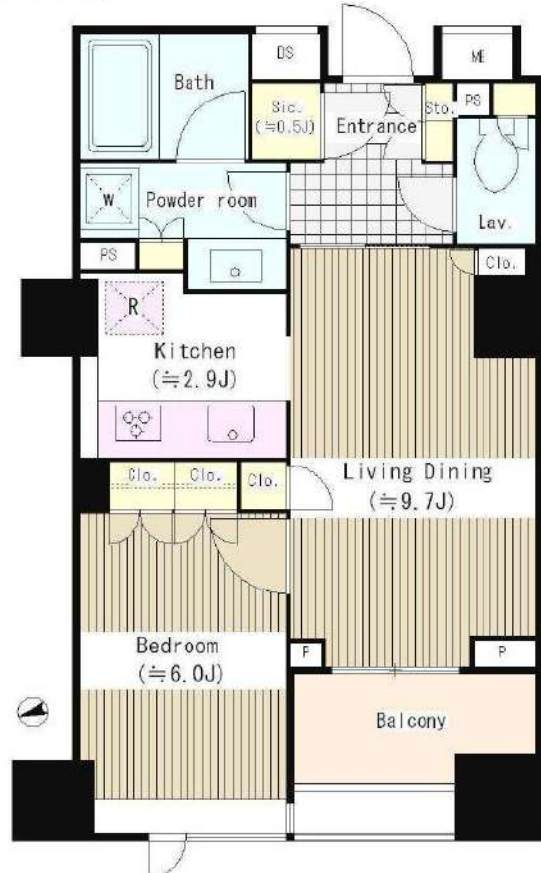 DS
ME
Bath
Sic.
(≒0.5J)
Entrance
Sto.
PS
W
Powder room
Lav.
PS
Clo.
R
Kitchen
(≒2.9J)
Clo.
Clo.
Clo.
Living Dining
(≒9.7J)
Bedroom
(≒6.0J)
P
P
Balcony